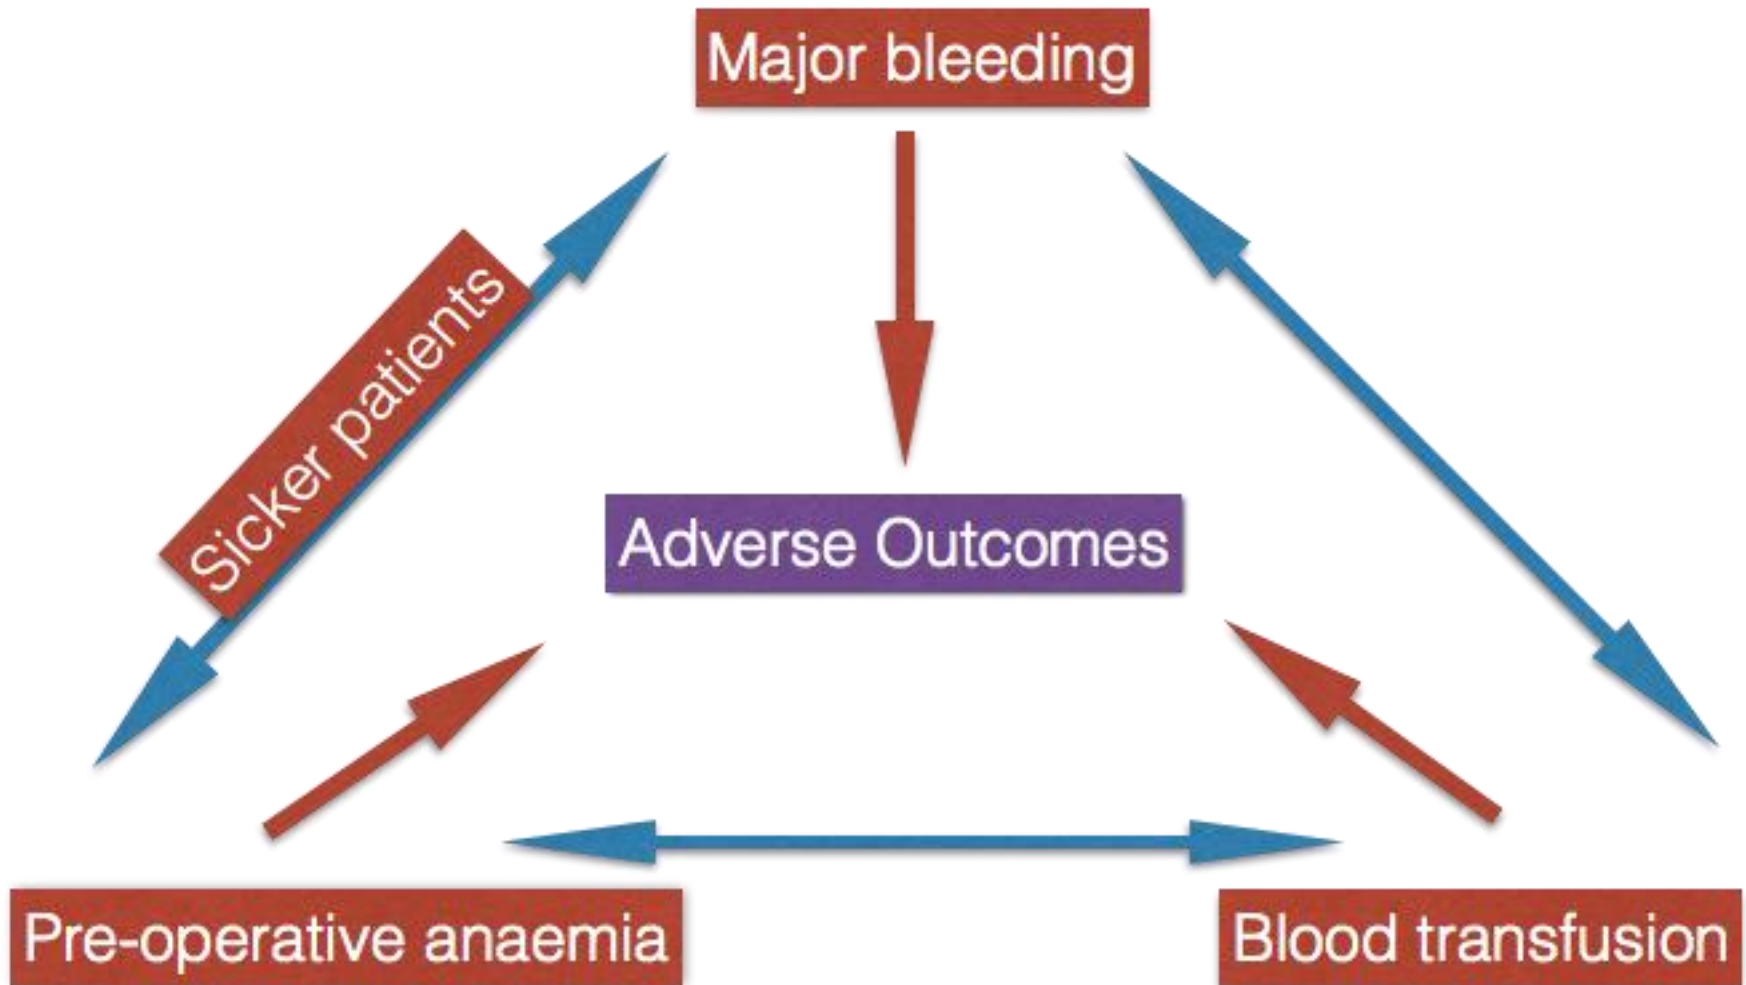 Major bleeding
Sicker patients
Adverse Outcomes
Pre-operative anaemia
Blood transfusion